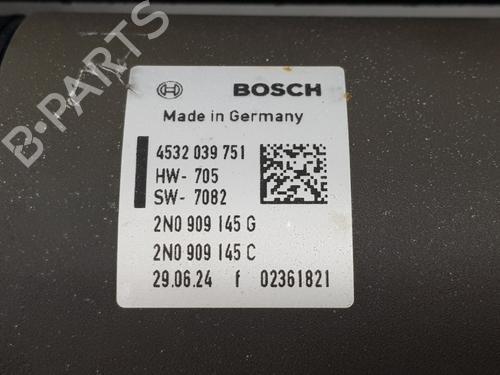 BOSCH
Made in Germany
4532 039 751
HW- 705
SW- 7082
2N0 909 145 G
2N0 909 145 C
29.06.24 f 02361821
B-PARTS